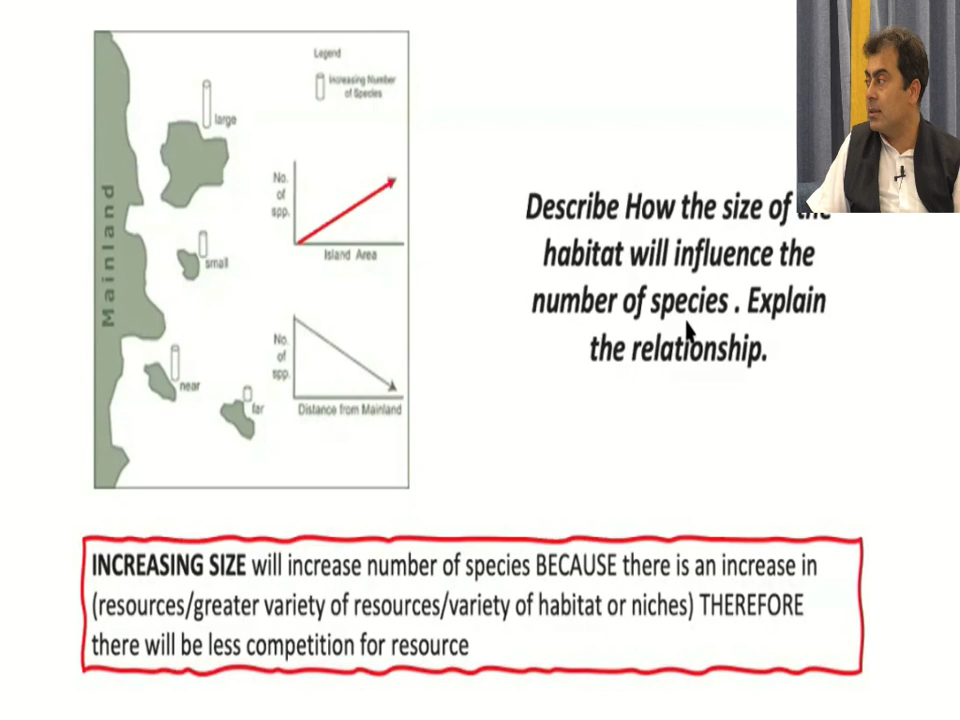 Legend
Increasing Number
of Species
large
No.
of
spp.
Island Area
Mainland
small
No.
of
spp.
near
far
Distance from Mainland
Describe How the size of the
habitat will influence the
number of species . Explain
the relationship.
INCREASING SIZE will increase number of species BECAUSE there is an increase in
(resources/greater variety of resources/variety of habitat or niches) THEREFORE
there will be less competition for resource